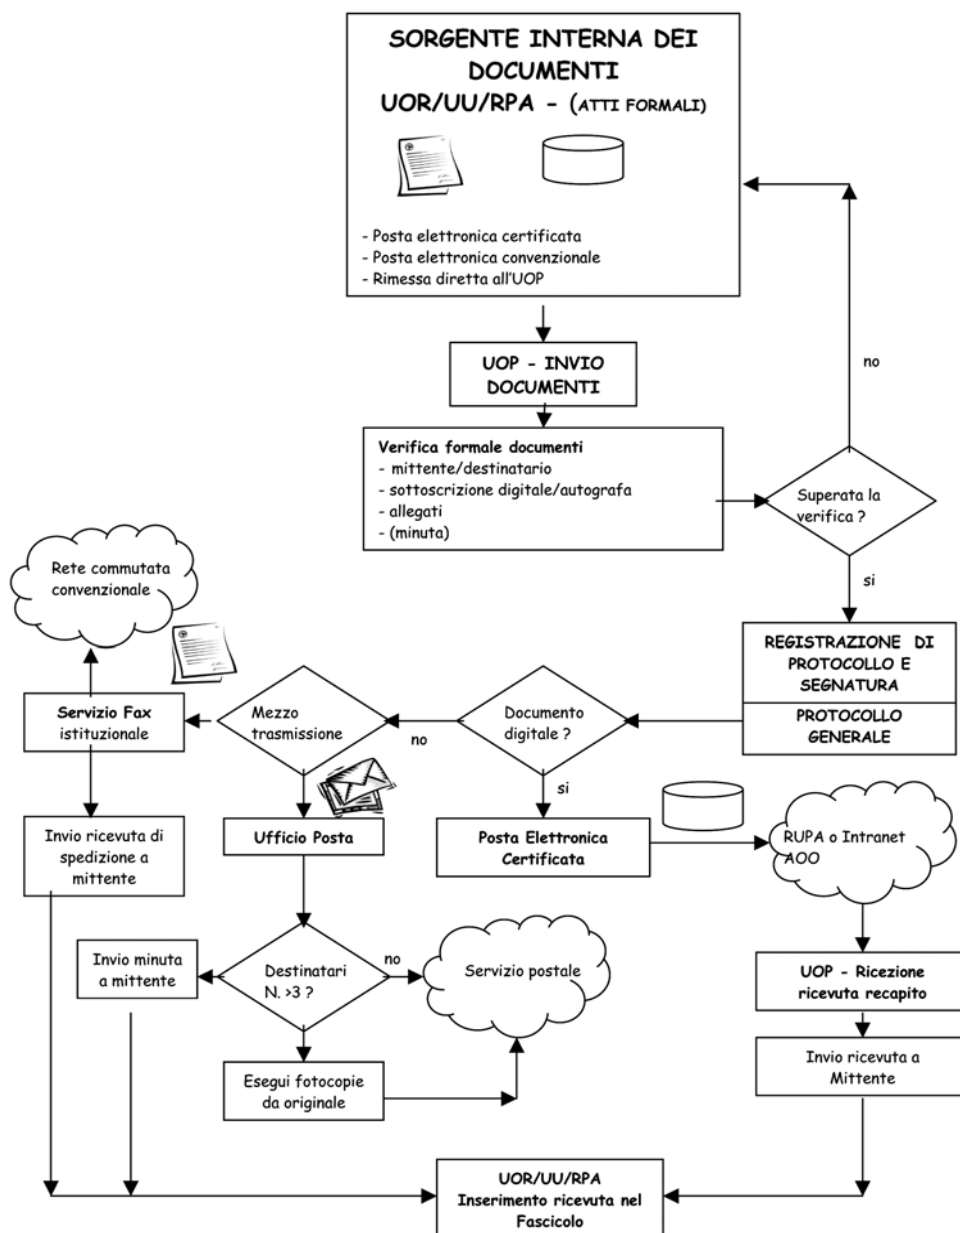 SORGENTE INTERNA DEI
DOCUMENTI
UOR/UU/RPA - (ATTI FORMALI)
- Posta elettronica certificata
- Posta elettronica convenzionale
- Rimessa diretta all'UOP
UOP - INVIO
DOCUMENTI
no
Verifica formale documenti
- mittente/destinatario
- sottoscrizione digitale/autografa
- allegati
- (minuta)
Superata la
verifica ?
si
Rete commutata
convenzionale
REGISTRAZIONE DI
PROTOCOLLO E
SEGNATURA
PROTOCOLLO
GENERALE
Documento
digitale ?
no
Mezzo
trasmissione
Servizio Fax
istituzionale
si
Invio ricevuta di
spedizione a
mittente
Ufficio Posta
Posta Elettronica
Certificata
RUPA o Intranet
AOO
Invio minuta
a mittente
Destinatari
N. >3 ?
no
Servizio postale
UOP - Ricezione
ricevuta recapito
Esegui fotocopie
da originale
Invio ricevuta a
Mittente
UOR/UU/RPA
Inserimento ricevuta nel
Fascicolo